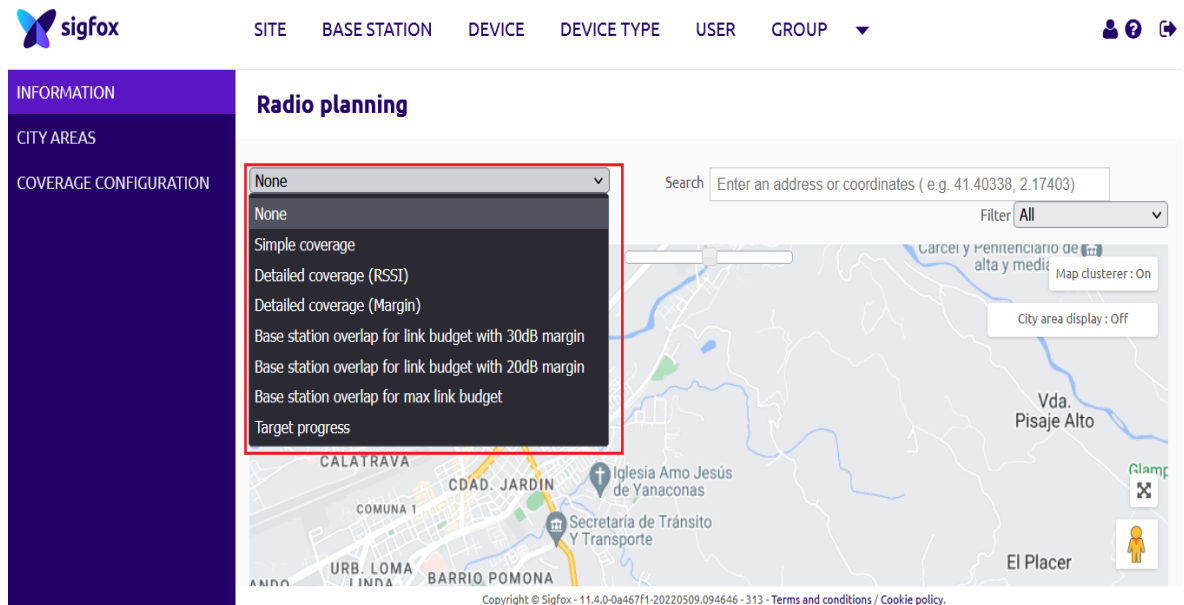 sigfox
SITE BASE STATION DEVICE DEVICE TYPE USER GROUP
INFORMATION
CITY AREAS
COVERAGE CONFIGURATION
Radio planning
None
Search Enter an address or coordinates ( e.g. 41.40338, 2.17403)
Filter All
None
Simple coverage
Detailed coverage (RSSI)
Detailed coverage (Margin)
Base station overlap for link budget with 30dB margin
Base station overlap for link budget with 20dB margin
Base station overlap for max link budget
Target progress
Carcel y Penitenciario de
alta y media
Map clusterer : On
City area display : Off
Vda.
Pisaje Alto
CALATRAVA
CDAD. JARDIN
Iglesia Amo Jesús
de Yanaconas
Glamp
COMUNA 1
Secretaría de Tránsito
Y Transporte
El Placer
URB. LOMA
LINDA
BARRIO POMONA
Copyright © Sigfox - 11.4.0-0a467f1-20220509.094646 - 313 - Terms and conditions / Cookie policy.